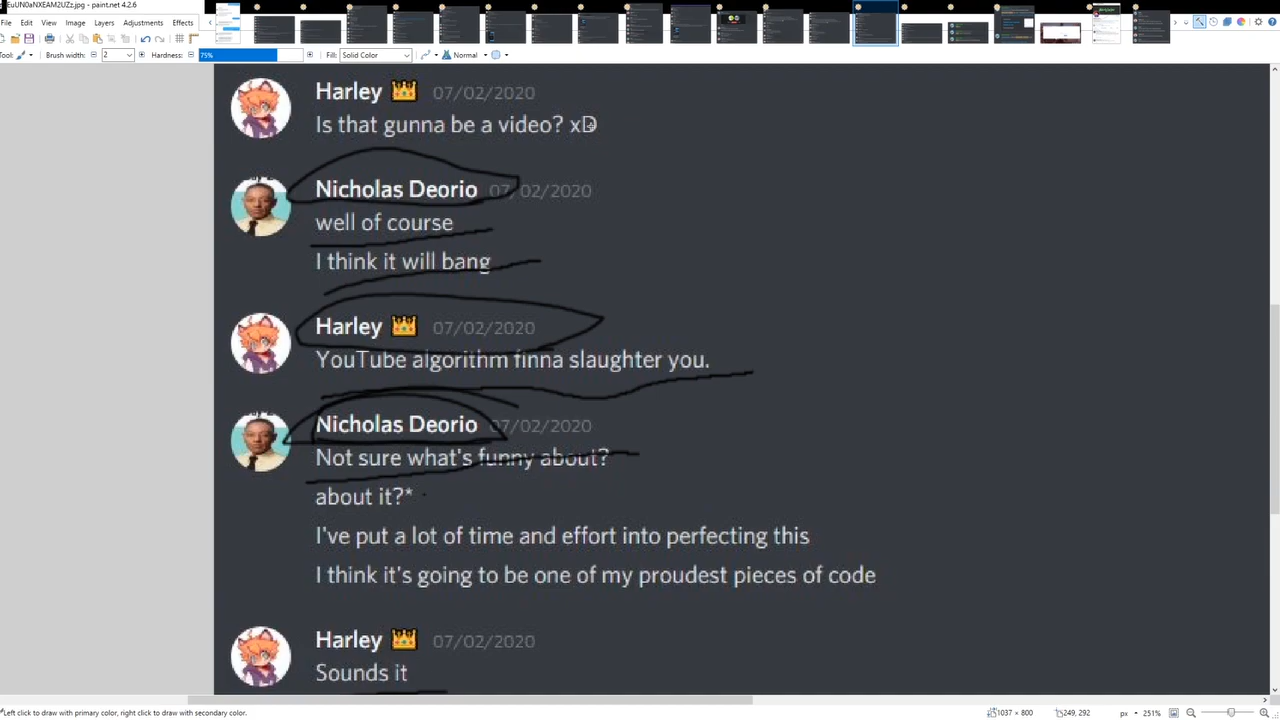 EuUN0aNXEAM2UZz.jpg - paint.net 4.2.6
File Edit View Image Layers Adjustments Effects
Tool: Brush width: 2 Hardness: 75% Fill: Solid Color Normal
Harley 07/02/2020
Is that gunna be a video? xD
Nicholas Deorio 07/02/2020
well of course
I think it will bang
Harley 07/02/2020
YouTube algorithm finna slaughter you.
Nicholas Deorio 07/02/2020
Not sure what's funny about?
about it?*
I've put a lot of time and effort into perfecting this
I think it's going to be one of my proudest pieces of code
Harley 07/02/2020
Sounds it
Left click to draw with primary color, right click to draw with secondary color. 1037 × 800 249, 292 px 251%